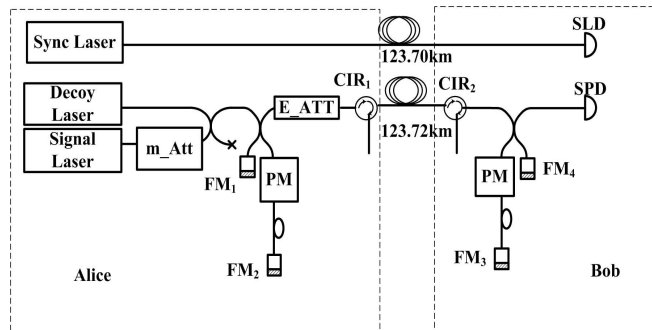 Sync Laser
SLD
123.70km
Decoy Laser
Signal Laser
m_Att
E_ATT
CIR₁
CIR₂
SPD
123.72km
FM₁
PM
FM₂
PM
FM₄
FM₃
Alice
Bob